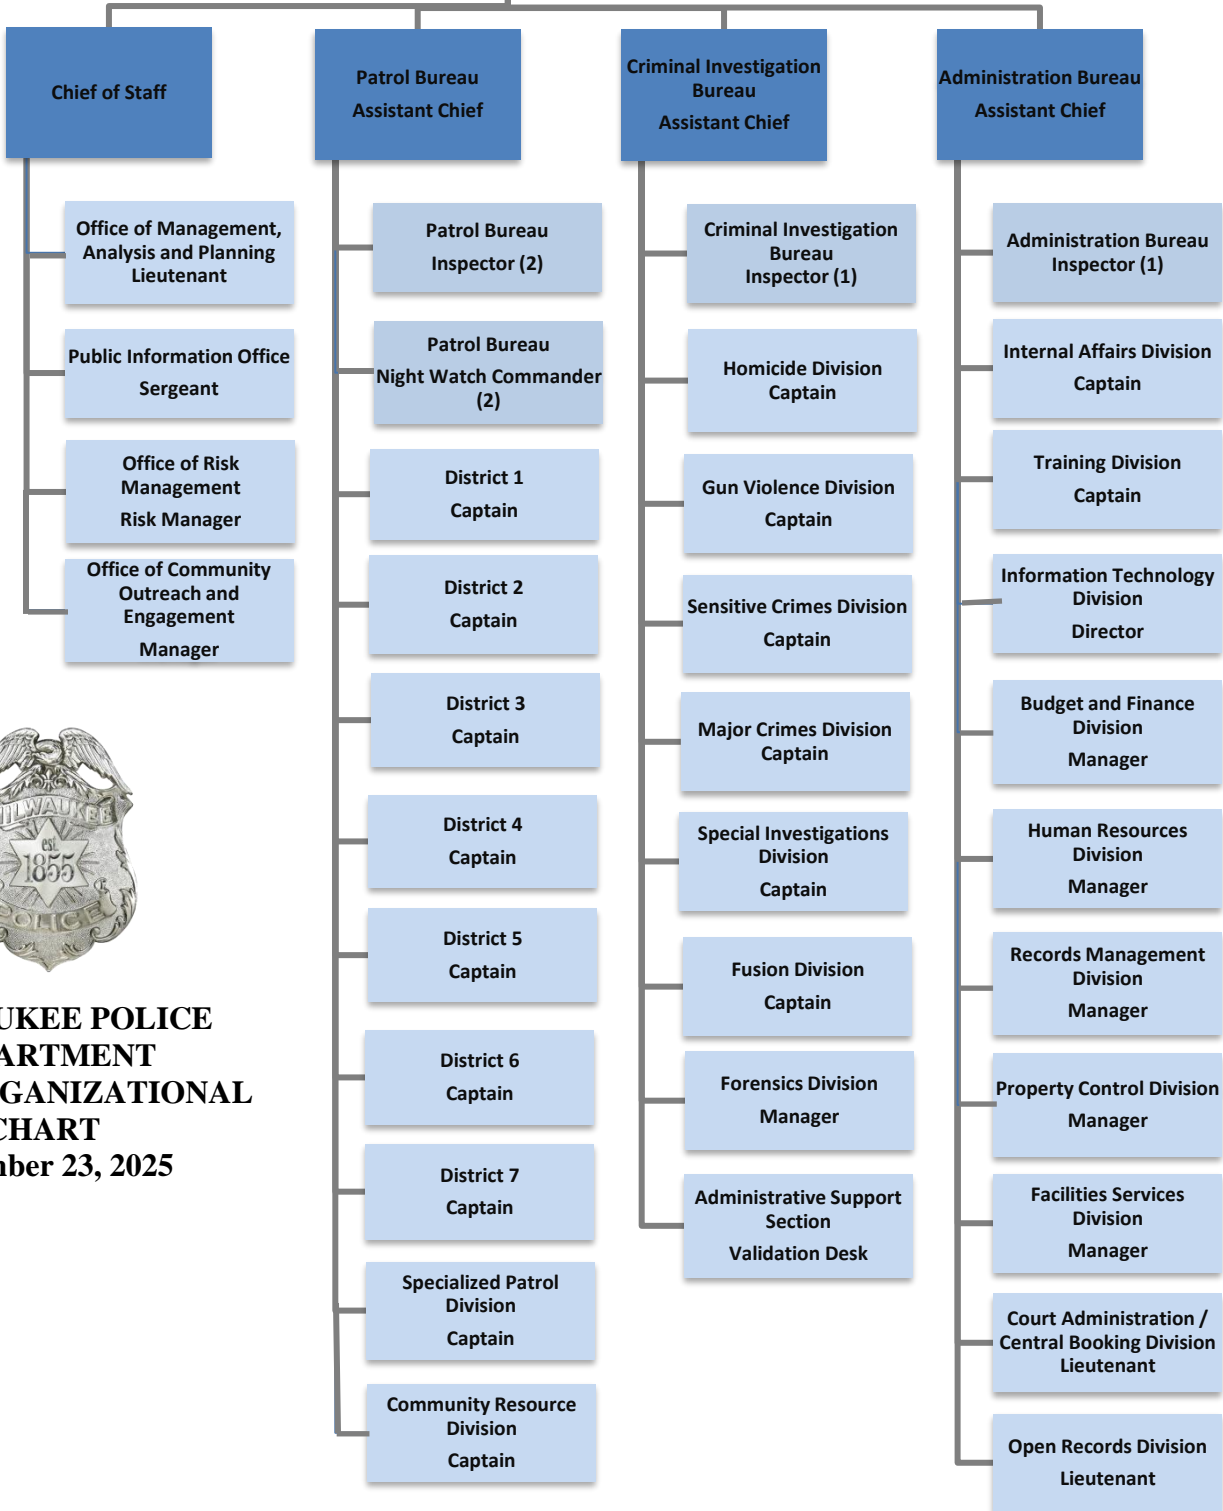 Chief of Staff
Patrol Bureau
Assistant Chief
Criminal Investigation
Bureau
Assistant Chief
Administration Bureau
Assistant Chief
Office of Management,
Analysis and Planning
Lieutenant
Public Information Office
Sergeant
Office of Risk
Management
Risk Manager
Office of Community
Outreach and
Engagement
Manager
Patrol Bureau
Inspector (2)
Patrol Bureau
Night Watch Commander
(2)
District 1
Captain
District 2
Captain
District 3
Captain
District 4
Captain
District 5
Captain
District 6
Captain
District 7
Captain
Specialized Patrol
Division
Captain
Community Resource
Division
Captain
Criminal Investigation
Bureau
Inspector (1)
Homicide Division
Captain
Gun Violence Division
Captain
Sensitive Crimes Division
Captain
Major Crimes Division
Captain
Special Investigations
Division
Captain
Fusion Division
Captain
Forensics Division
Manager
Administrative Support
Section
Validation Desk
Administration Bureau
Inspector (1)
Internal Affairs Division
Captain
Training Division
Captain
Information Technology
Division
Director
Budget and Finance
Division
Manager
Human Resources
Division
Manager
Records Management
Division
Manager
Property Control Division
Manager
Facilities Services
Division
Manager
Court Administration /
Central Booking Division
Lieutenant
Open Records Division
Lieutenant
MILWAUKEE
est.
1855
POLICE
UKEE POLICE
ARTMENT
GANIZATIONAL
CHART
ber 23, 2025